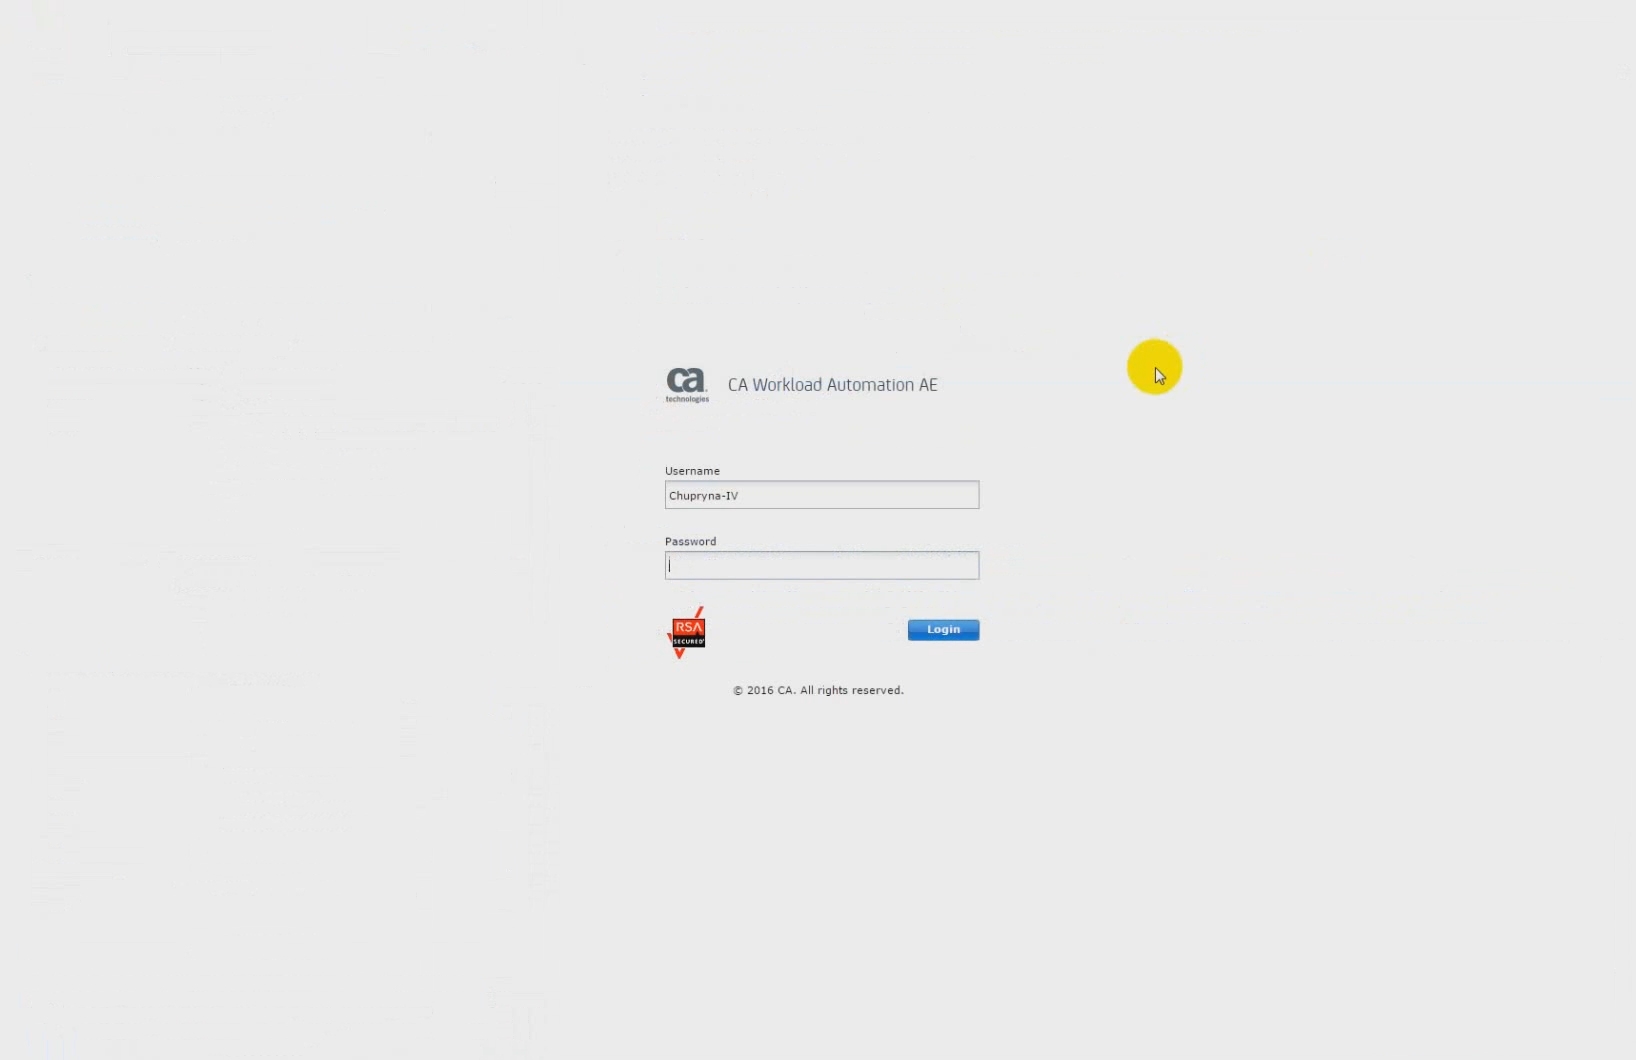 ca.
technologies
CA Workload Automation AE
Username
Chupryna-IV
Password
RSA
SECURED
Login
© 2016 CA. All rights reserved.